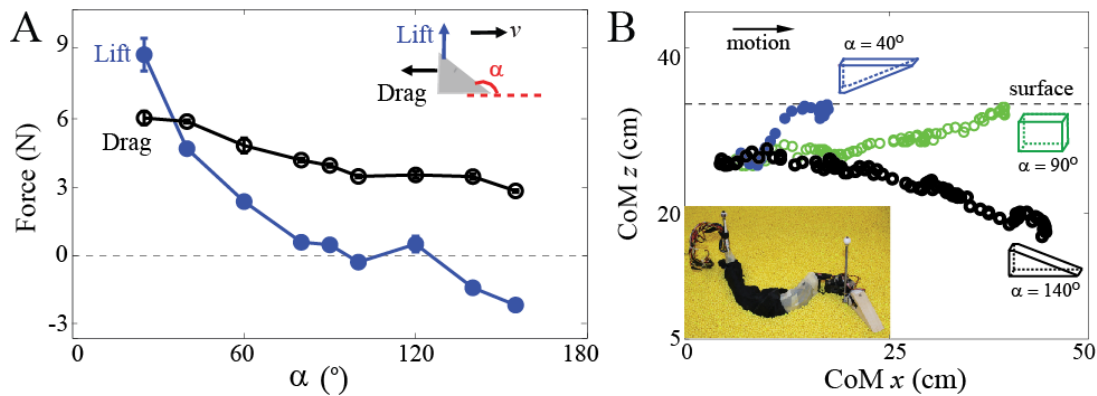 A
Force (N)
9
6
3
0
-3
0
60
120
180
α (°)
Lift
Drag
Lift
v
Drag
α
B
CoM z (cm)
40
20
5
0
25
50
CoM x (cm)
motion
α = 40°
surface
α = 90°
α = 140°